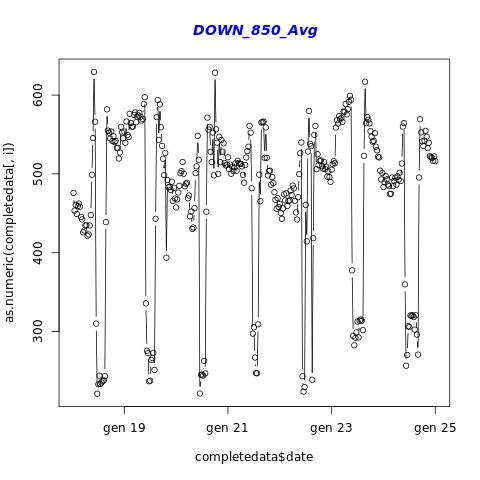 DOWN_850_Avg
as.numeric(completedata[, i])
600
500
400
300
gen 19
gen 21
gen 23
gen 25
completedata$date